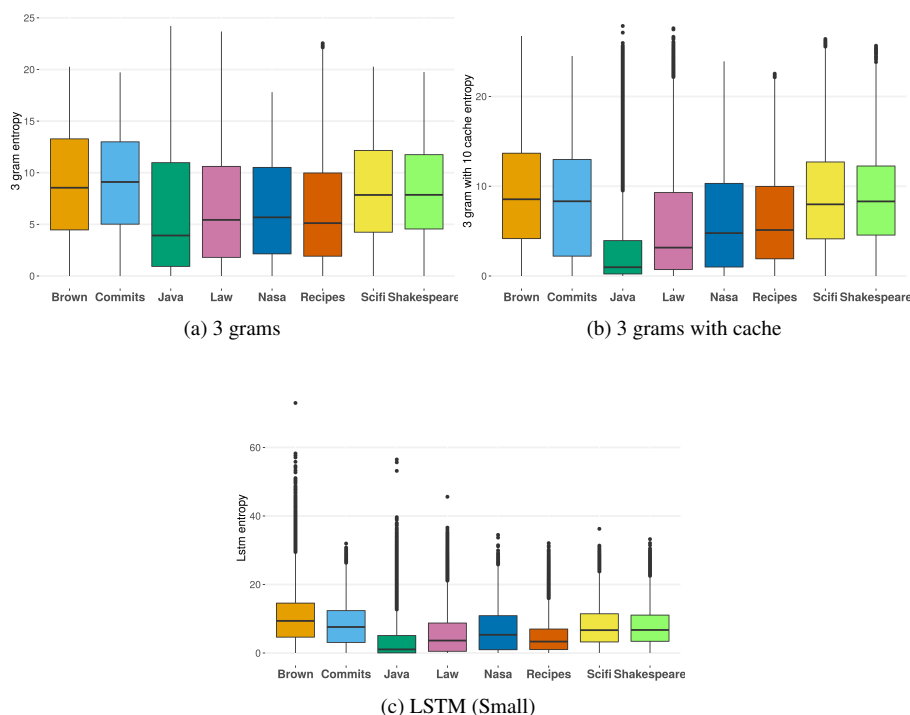 3 gram entropy
25
20
15
10
5
0
Brown Commits Java Law Nasa Recipes Scifi Shakespeare
(a) 3 grams
3 gram with 10 cache entropy
20
10
0
Brown Commits Java Law Nasa Recipes Scifi Shakespeare
(b) 3 grams with cache
Lstm entropy
60
40
20
0
Brown Commits Java Law Nasa Recipes Scifi Shakespeare
(c) LSTM (Small)